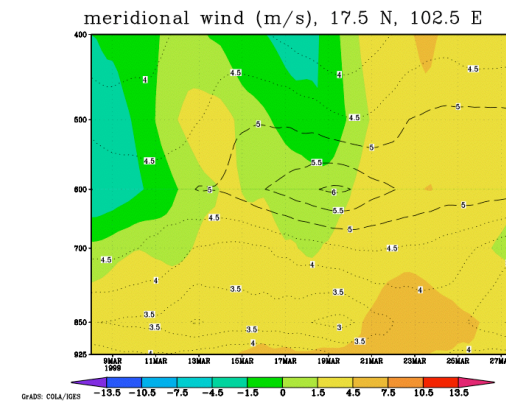 meridional wind (m/s), 17.5 N, 102.5 E
400
4 4.5 4 4.5
5
500 4.5
5 5
4.5 5.5
600 5 6
5.5 5
4.5 5
700 4.5
4.5 4
4 3.5 3.5 4
3.5 3.5
850 3.5 3 4
3.5
925 4 4
9MAR 11MAR 13MAR 15MAR 17MAR 19MAR 21MAR 23MAR 25MAR 27MA
1999
-13.5 -10.5 -7.5 -4.5 -1.5 0 1.5 4.5 7.5 10.5 13.5
GrADS: COLA/IGES